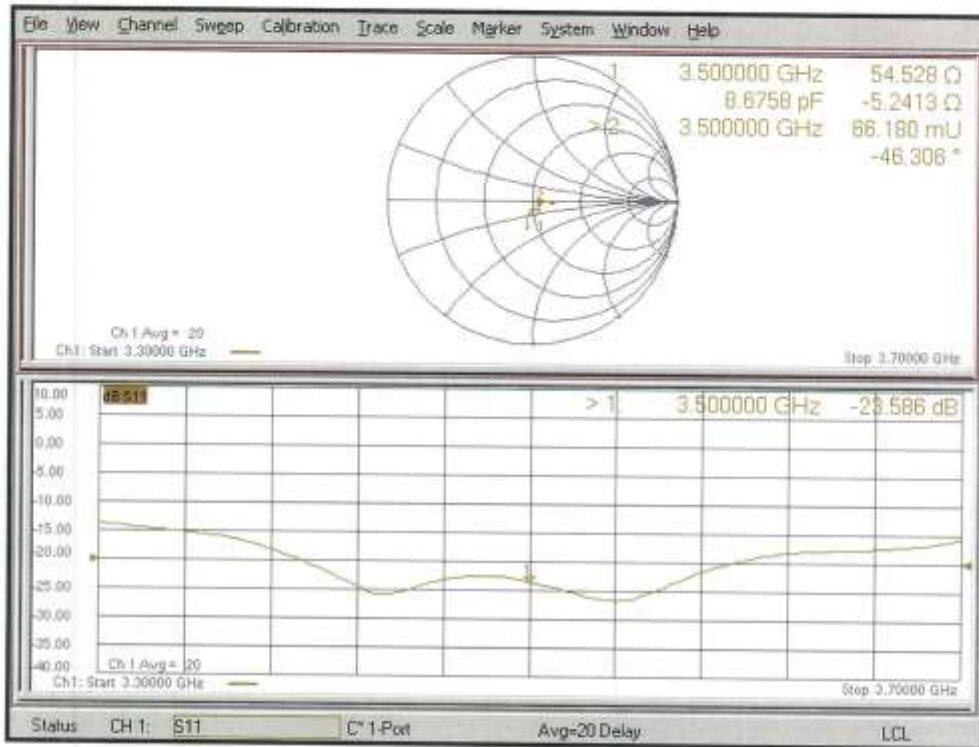 File View Channel Sweep Calibration Trace Scale Marker System Window Help
1: 3.500000 GHz 54.528 Ω
8.6758 pF -5.2413 Ω
> 2: 3.500000 GHz 66.180 mU
-46.306 °
Ch 1 Avg = 20
Ch1: Start 3.30000 GHz
Stop 3.70000 GHz
10.00
dB S11
> 1: 3.500000 GHz -23.586 dB
5.00
0.00
-5.00
-10.00
-15.00
-20.00
-25.00
-30.00
-35.00
-40.00
Ch 1 Avg = 20
Ch1: Start 3.30000 GHz
Stop 3.70000 GHz
Status CH 1: S11 C* 1-Port Avg=20 Delay LCL